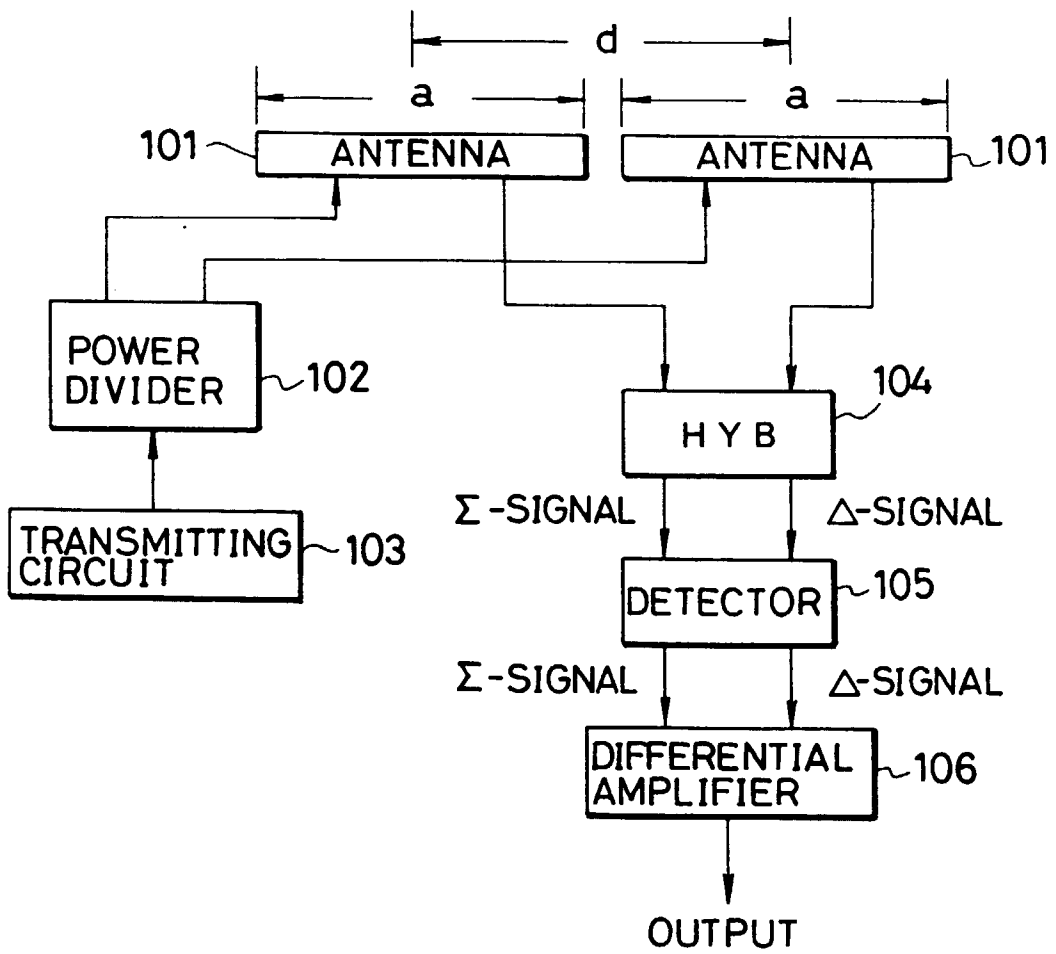 d
a
a
101
ANTENNA
ANTENNA
101
POWER
DIVIDER
102
104
H Y B
Σ-SIGNAL
Δ-SIGNAL
TRANSMITTING
CIRCUIT
103
DETECTOR
105
Σ-SIGNAL
Δ-SIGNAL
DIFFERENTIAL
AMPLIFIER
106
OUTPUT